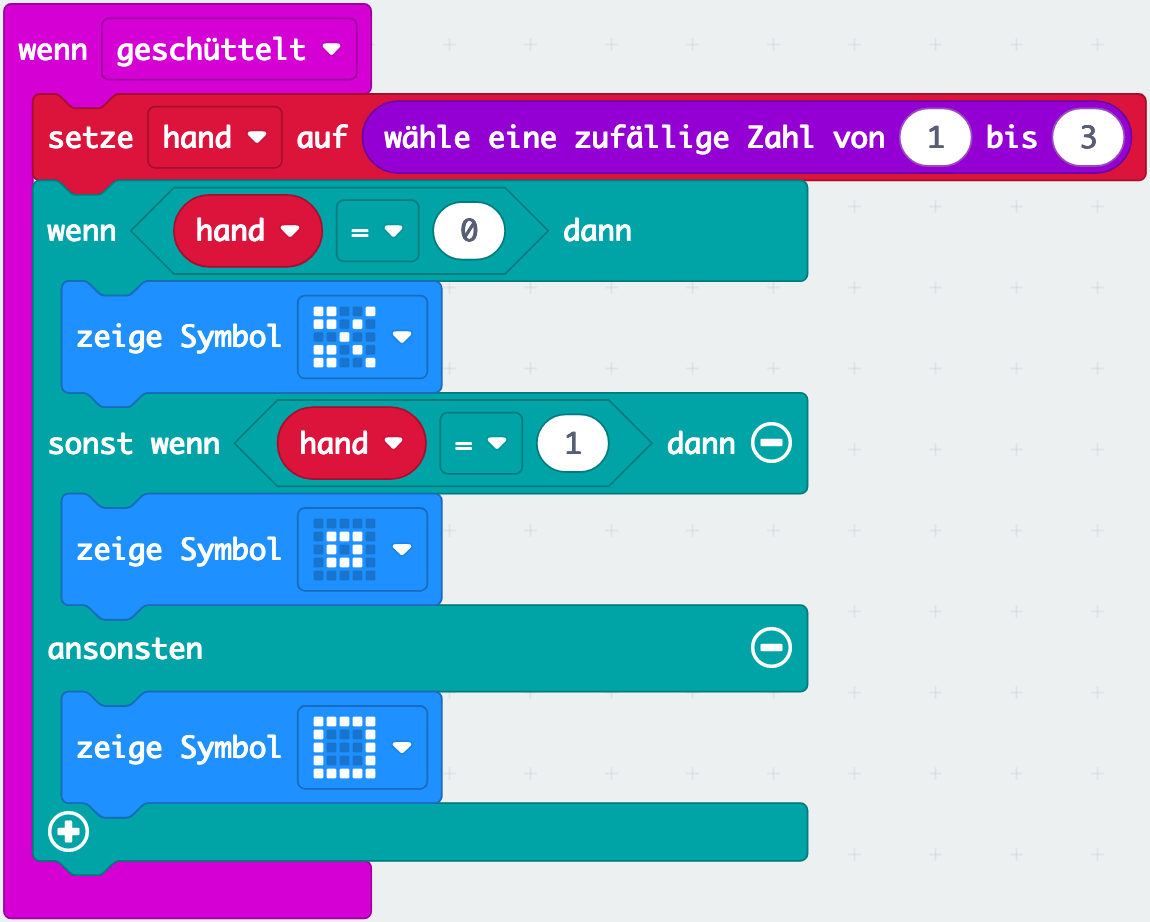 wenn geschüttelt
setze hand auf wähle eine zufällige Zahl von 1 bis 3
wenn hand = 0 dann
zeige Symbol
sonst wenn hand = 1 dann
zeige Symbol
ansonsten
zeige Symbol